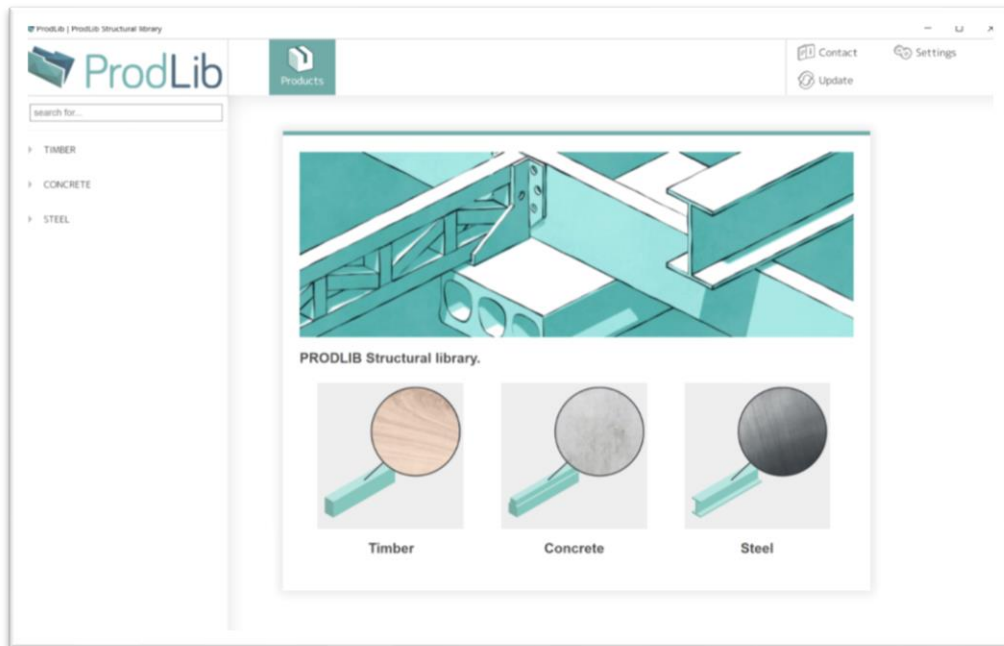 ProdLib | ProdLib Structural library
ProdLib
Products
Contact
Settings
Update
search for...
TIMBER
CONCRETE
STEEL
PRODLIB Structural library.
Timber
Concrete
Steel